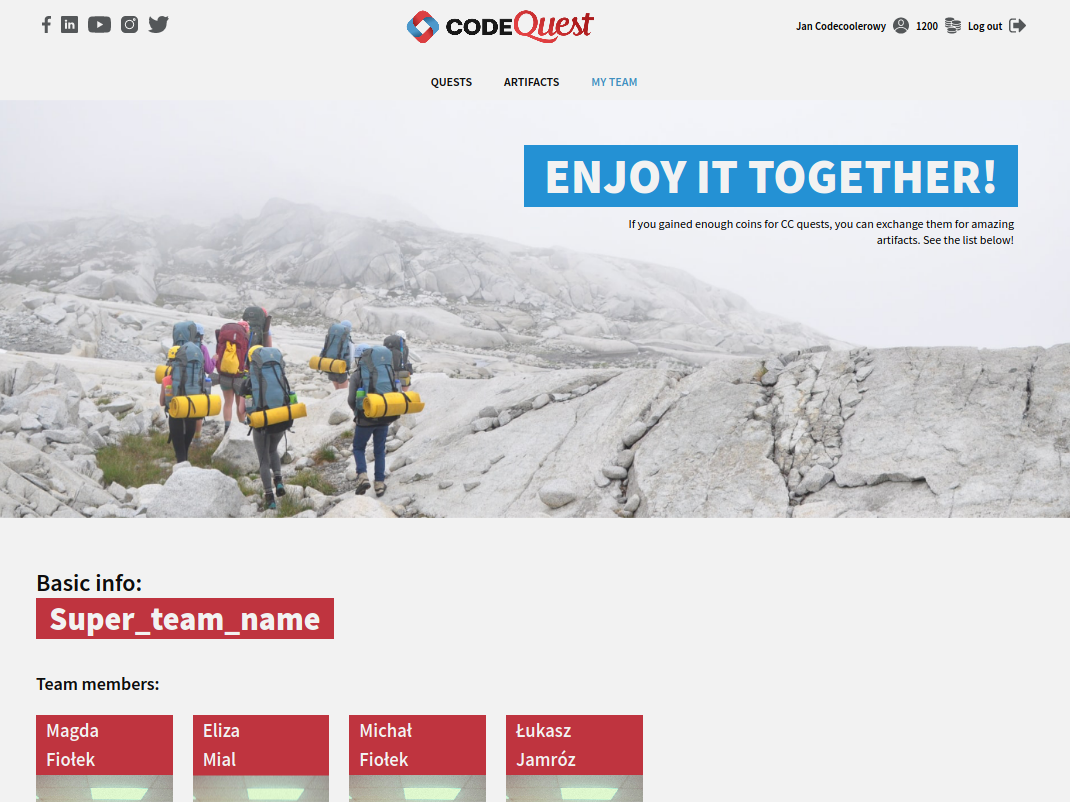 CODEQuest
Jan Codecoolerowy 1200 Log out
QUESTS ARTIFACTS MY TEAM
ENJOY IT TOGETHER!
If you gained enough coins for CC quests, you can exchange them for amazing
artifacts. See the list below!
Basic info:
Super_team_name
Team members:
Magda
Fiołek
Eliza
Mial
Michał
Fiołek
Łukasz
Jamróz